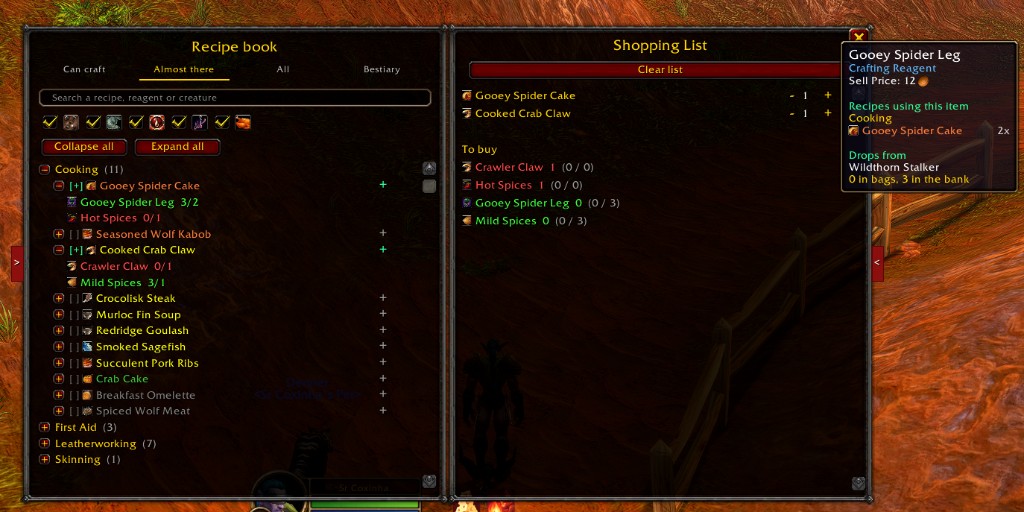 Recipe book
Can craft
Almost there
All
Bestiary
Search a recipe, reagent or creature
Collapse all
Expand all
Cooking (11)
[+] Gooey Spider Cake +
Gooey Spider Leg 3/2
Hot Spices 0/1
[ ] Seasoned Wolf Kabob +
[+] Cooked Crab Claw +
Crawler Claw 0/1
Mild Spices 3/1
[ ] Crocolisk Steak +
[ ] Murloc Fin Soup +
[ ] Redridge Goulash +
[ ] Smoked Sagefish +
[ ] Succulent Pork Ribs +
[ ] Crab Cake +
[ ] Breakfast Omelette +
[ ] Spiced Wolf Meat +
First Aid (3)
Leatherworking (7)
Skinning (1)
>
Shopping List
Clear list
Gooey Spider Cake - 1 +
Cooked Crab Claw - 1 +
To buy
Crawler Claw 1 (0 / 0)
Hot Spices 1 (0 / 0)
Gooey Spider Leg 0 (0 / 3)
Mild Spices 0 (0 / 3)
<
Gooey Spider Leg
Crafting Reagent
Sell Price: 12
Recipes using this item
Cooking
Gooey Spider Cake 2x
Drops from
Wildthorn Stalker
0 in bags, 3 in the bank